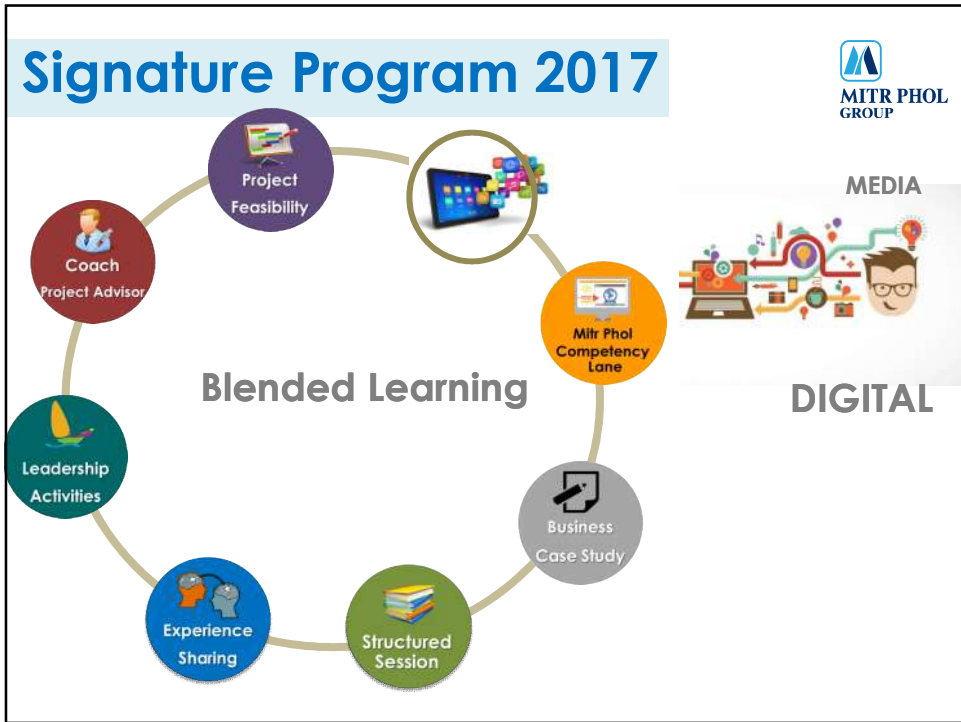 Signature Program 2017
MITR PHOL
GROUP
Project
Feasibility
MEDIA
Coach
Project Advisor
Mitr Phol
Competency
Lane
Blended Learning
DIGITAL
Leadership
Activities
Business
Case Study
Experience
Sharing
Structured
Session